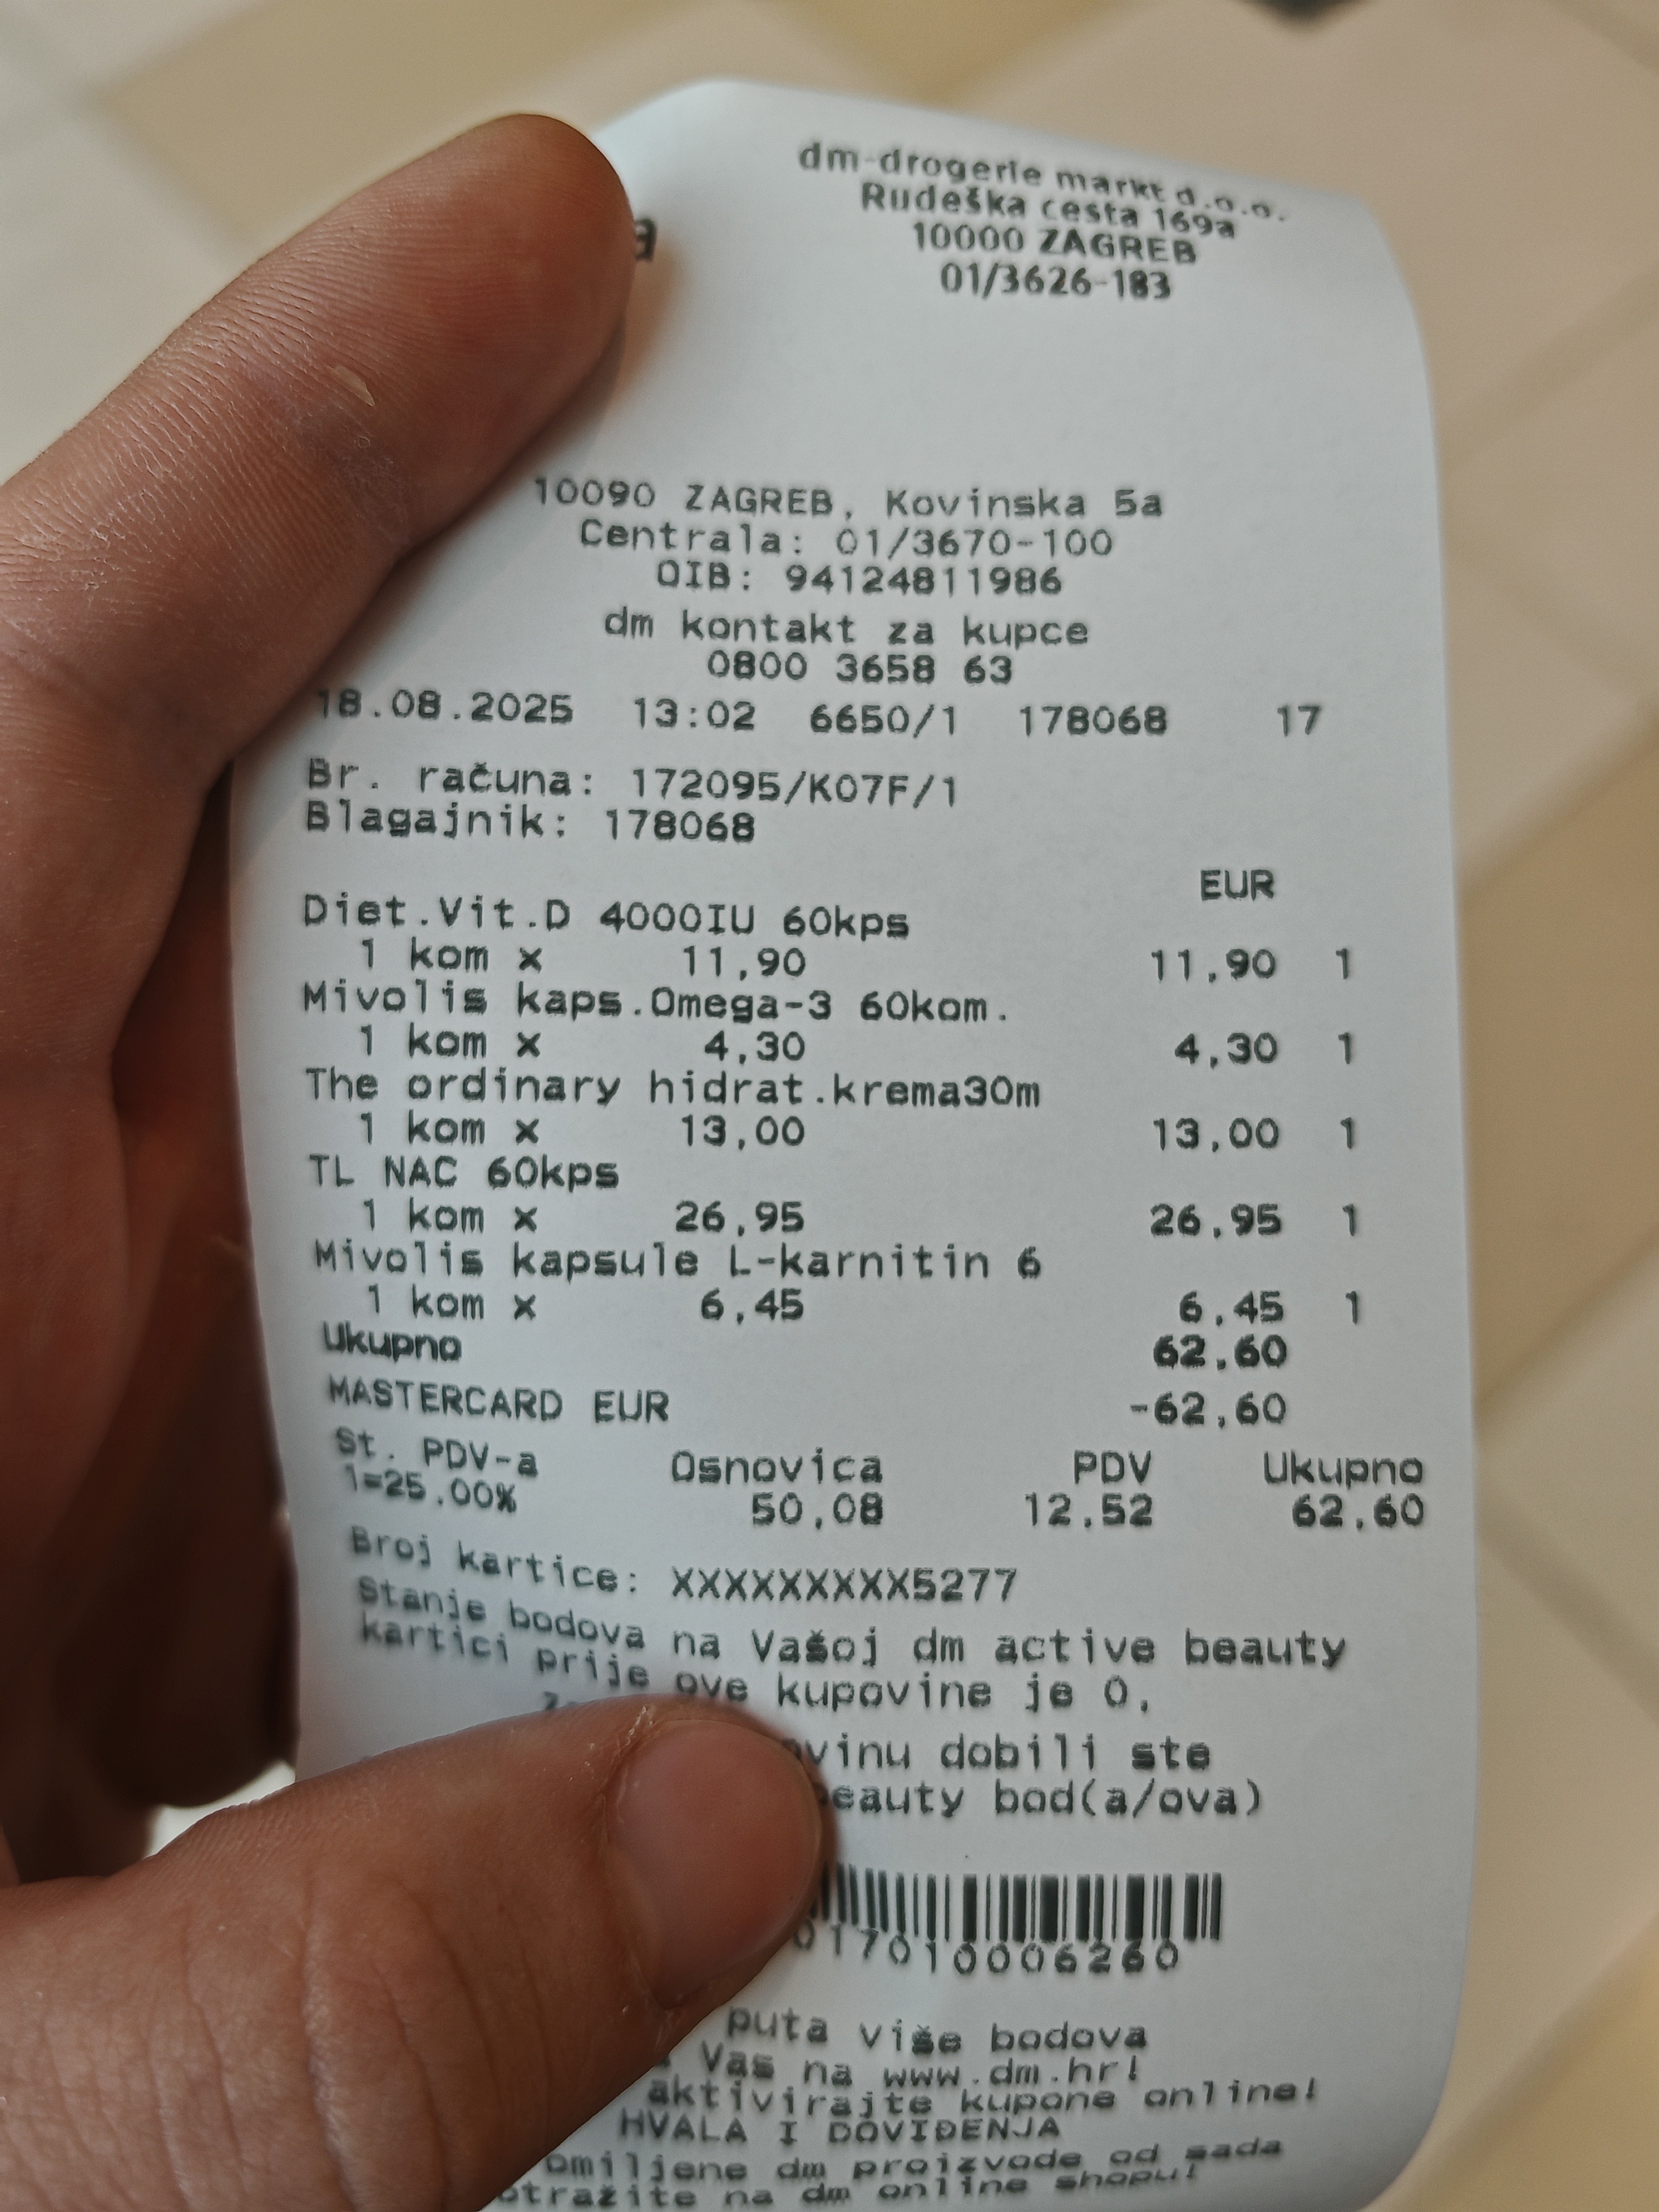 dm-drogerie markt d.o.o.
Rudeška cesta 169a
10000 ZAGREB
01/3626-183
10090 ZAGREB, Kovinska 5a
Centrala: 01/3670-100
OIB: 94124811986
dm kontakt za kupce
0800 3658 63
18.08.2025 13:02 6650/1 178068 17
Br. računa: 172095/K07F/1
Blagajnik: 178068
EUR
Diet.Vit.D 4000IU 60kps
1 kom x 11,90 11,90 1
Mivolis kaps.Omega-3 60kom.
1 kom x 4,30 4,30 1
The ordinary hidrat.krema30m
1 kom x 13,00 13,00 1
TL NAC 60kps
1 kom x 26,95 26,95 1
Mivolis kapsule L-karnitin 6
1 kom x 6,45 6,45 1
Ukupno 62,60
MASTERCARD EUR -62,60
St. PDV-a Osnovica PDV Ukupno
1=25.00% 50,08 12,52 62,60
Broj kartice: XXXXXXXXX5277
Stanje bodova na Vašoj dm active beauty
kartici prije ove kupovine je 0,
dobili ste
bod(a/ova)
017010006260
puta više bodova
Vas na www.dm.hr!
aktivirajte kupone online!
HVALA I DOVIĐENJA
dm proizvode od sada
na dm online shopu!